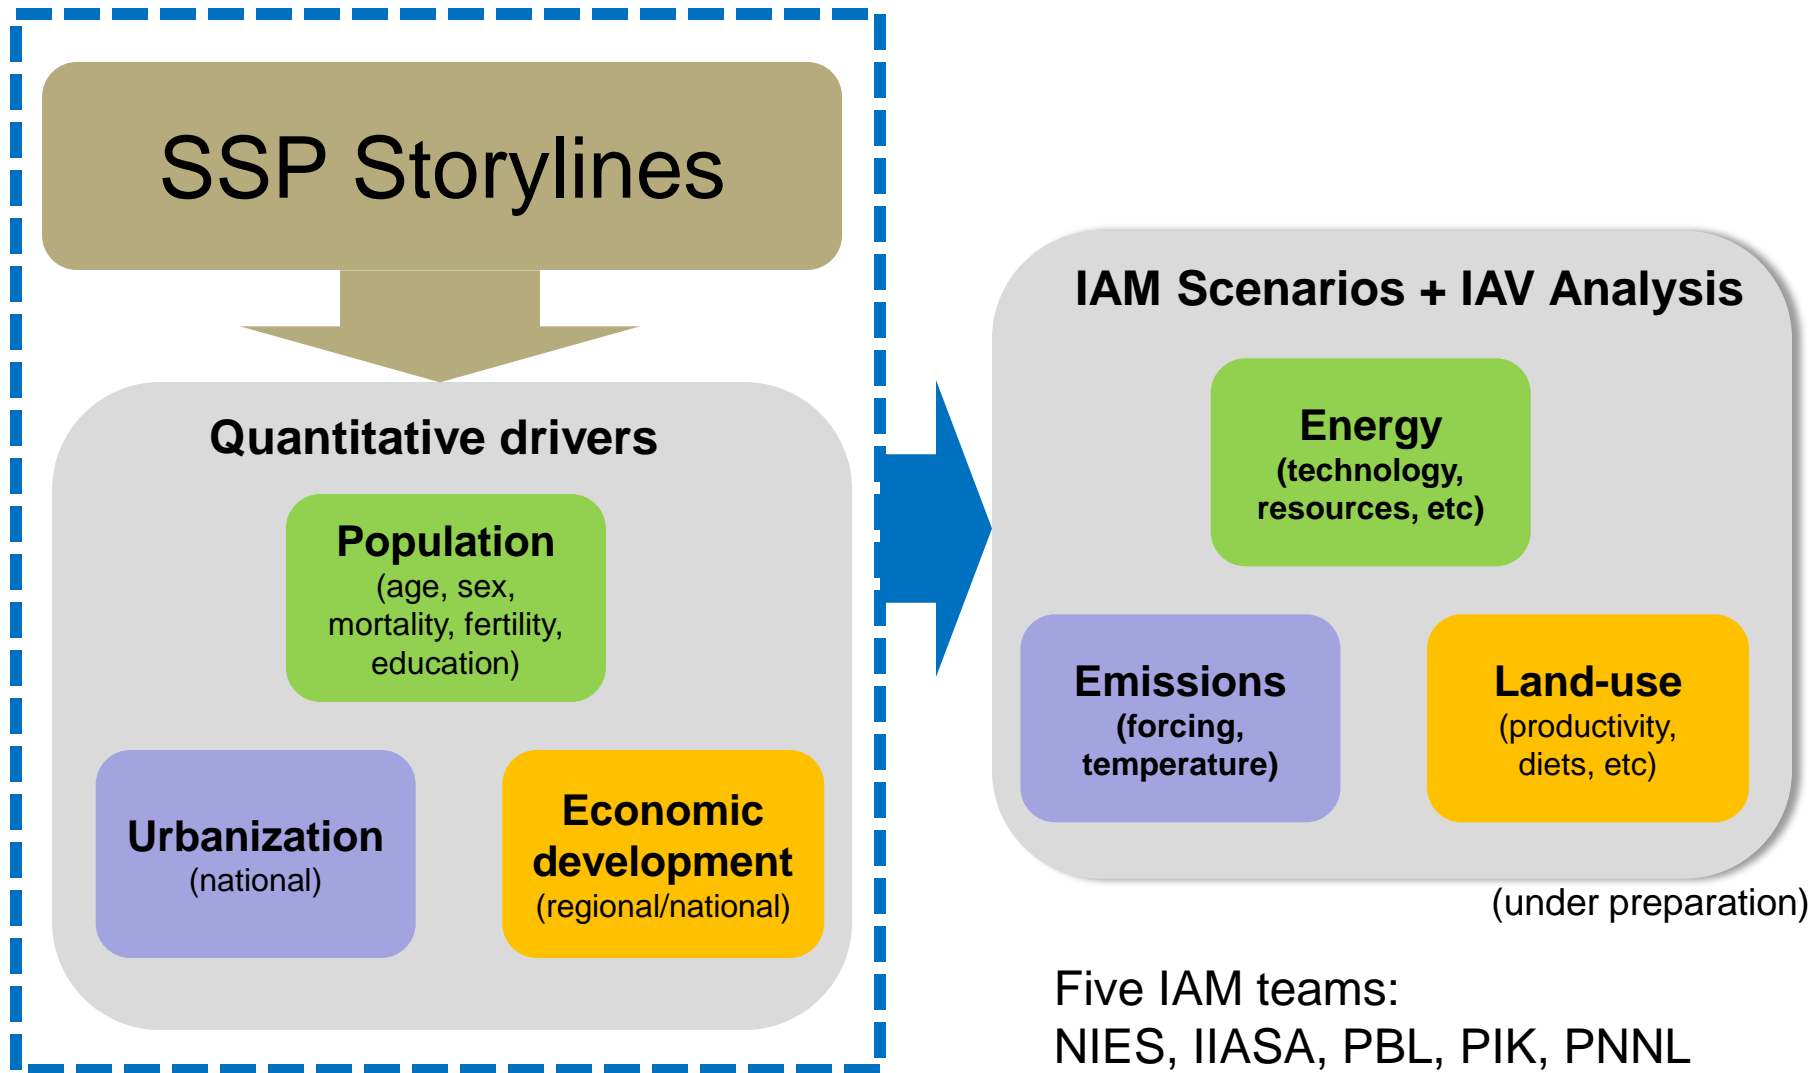 SSP Storylines
Quantitative drivers
Population
(age, sex,
mortality, fertility,
education)
Urbanization
(national)
Economic
development
(regional/national)
IAM Scenarios + IAV Analysis
Energy
(technology,
resources, etc)
Emissions
(forcing,
temperature)
Land-use
(productivity,
diets, etc)
(under preparation)
Five IAM teams:
NIES, IIASA, PBL, PIK, PNNL